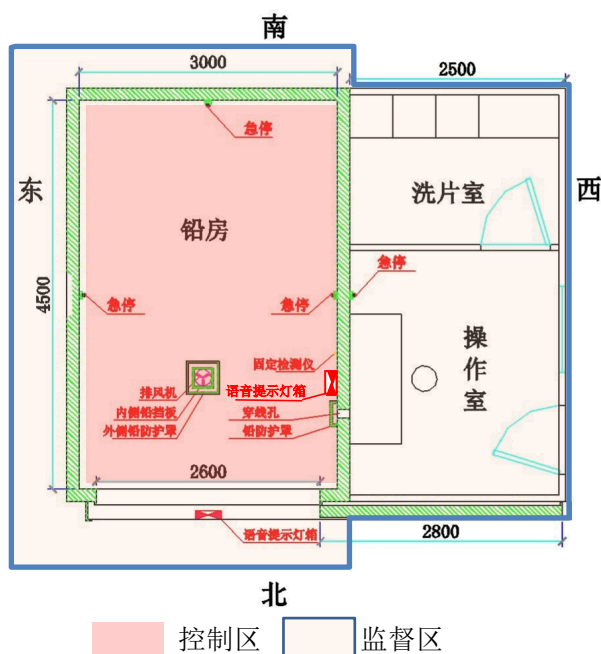 南
3000
2500
急停
东
西
洗片室
铅房
急停
4500
急停
急停
操作室
固定检测仪
排风机
语音提示灯箱
内侧铅挡板
穿线孔
外侧铅防护罩
铅防护罩
2600
语音提示灯箱
2800
北
控制区
监督区